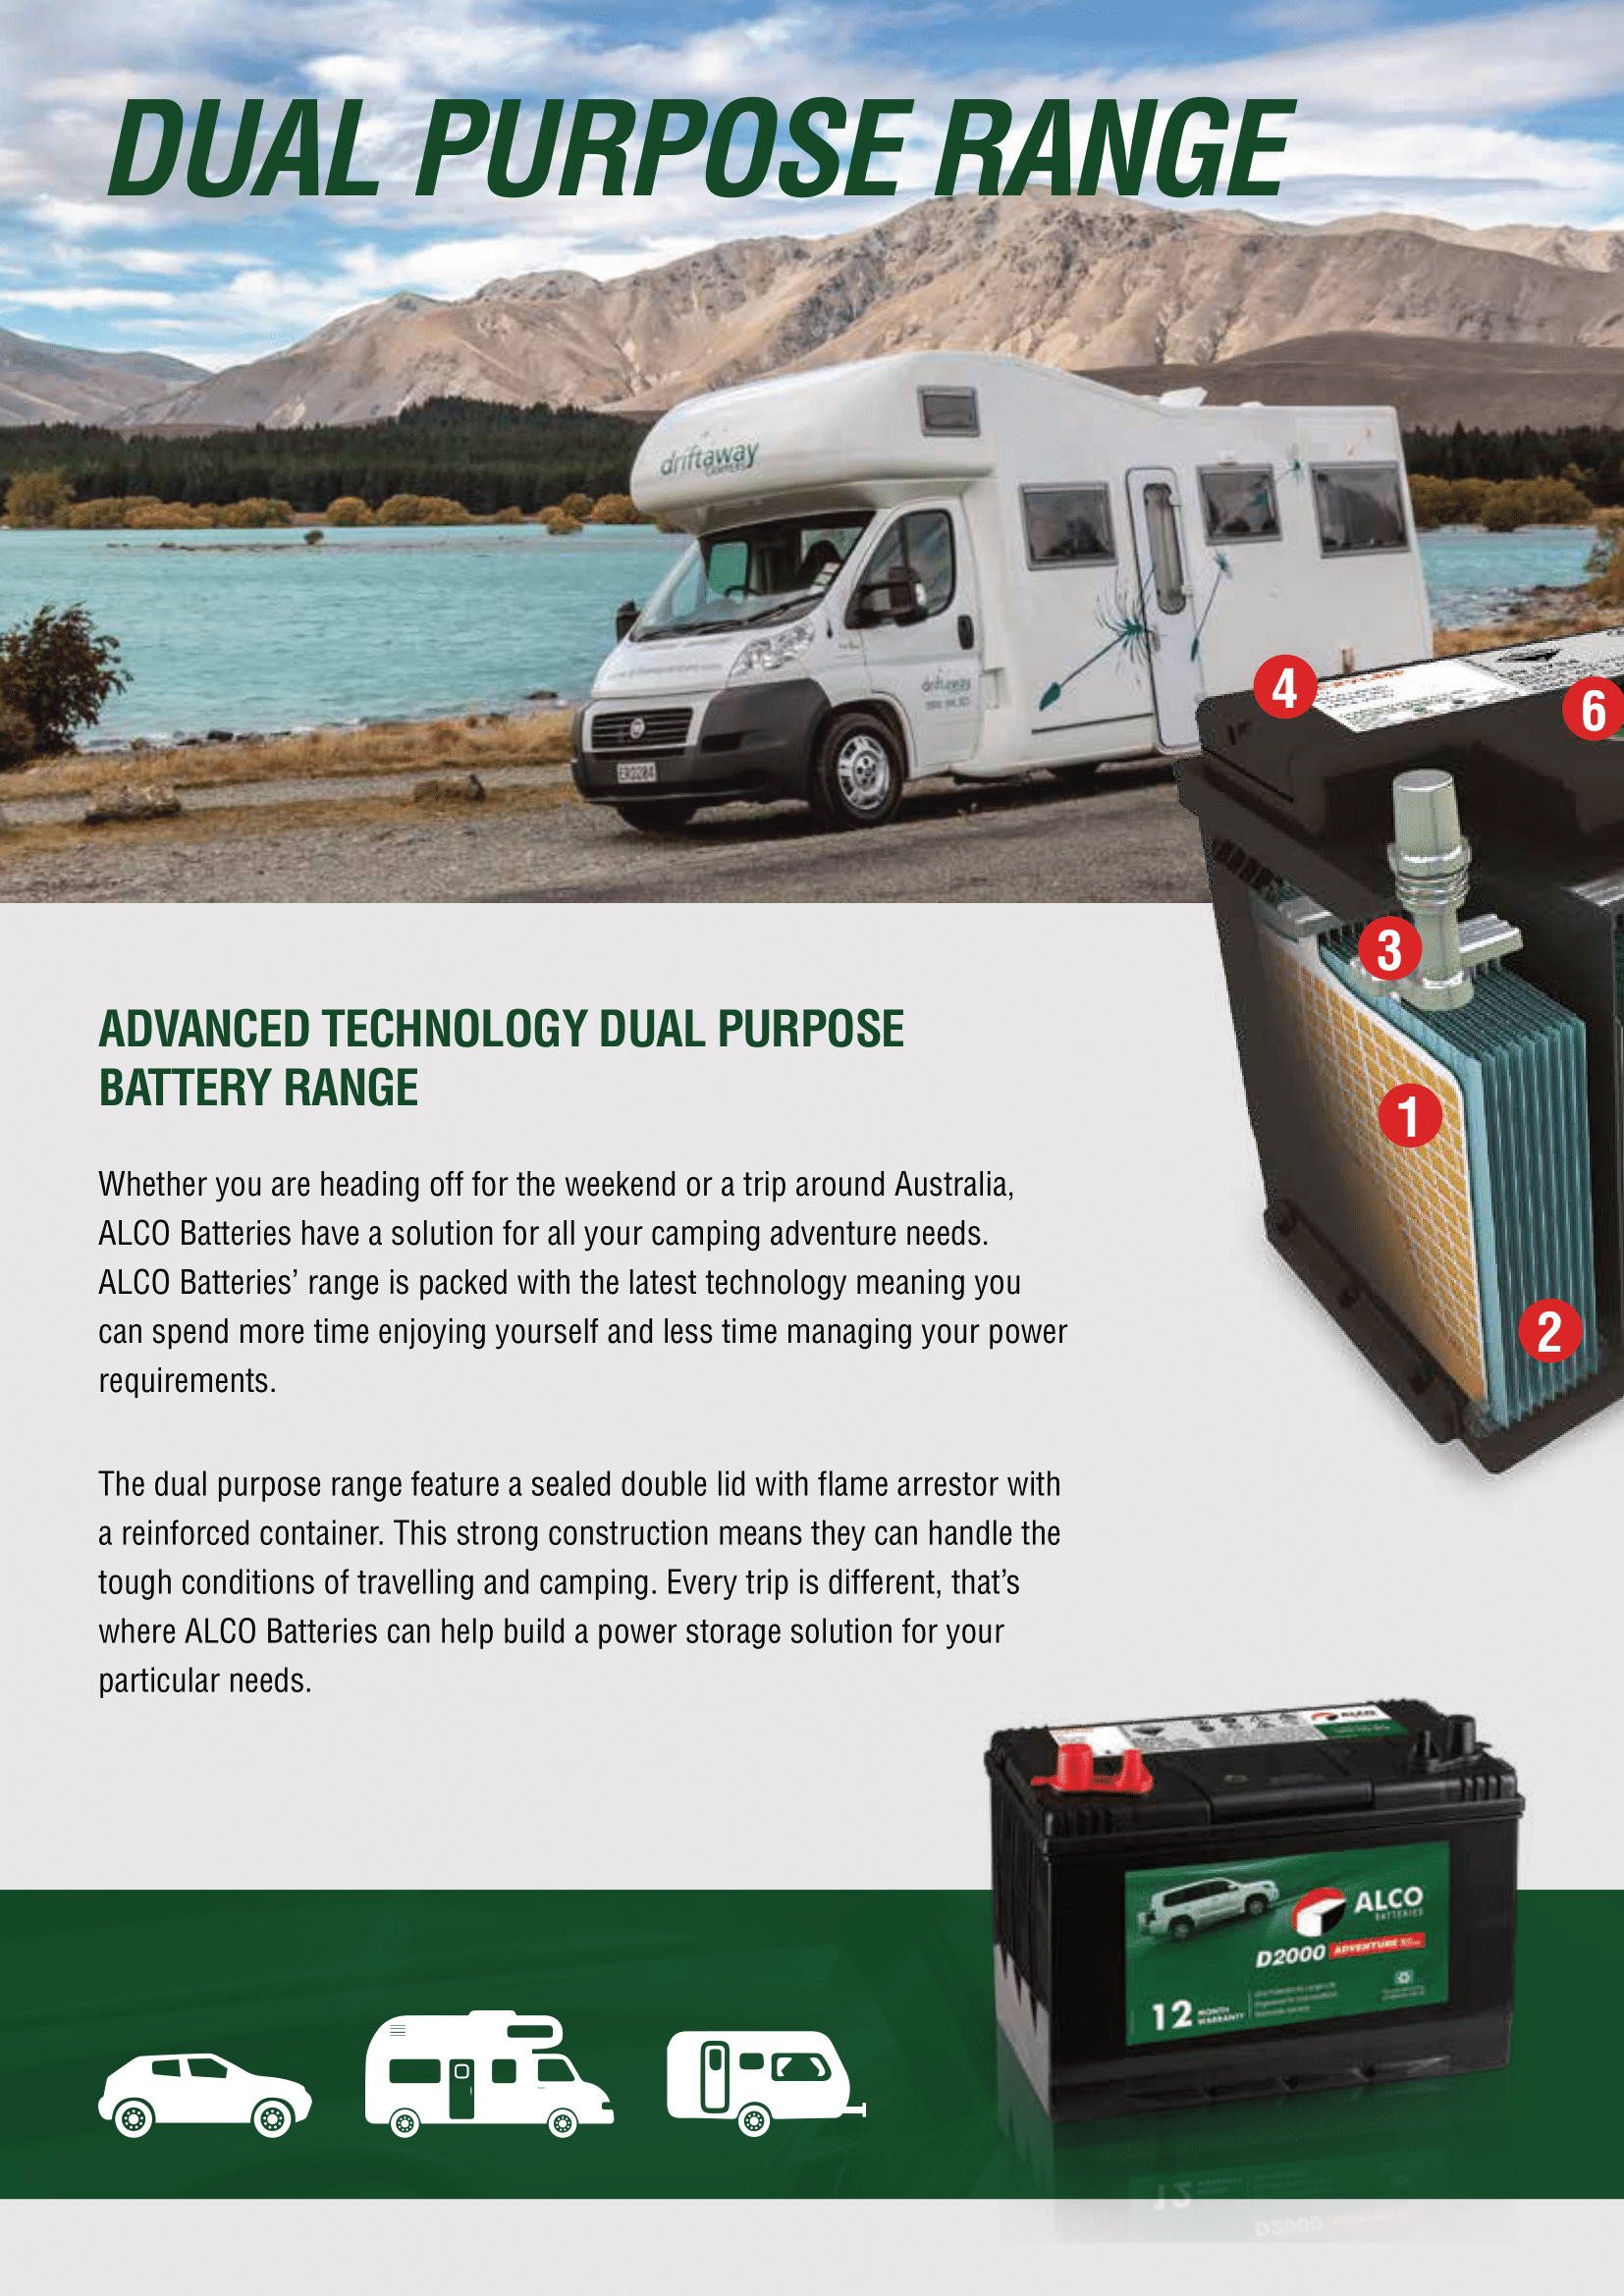 DUAL PURPOSE RANGE
driftaway
CAMPERS
driftaway
ERD204
4
6
3
1
2
ADVANCED TECHNOLOGY DUAL PURPOSE
BATTERY RANGE
Whether you are heading off for the weekend or a trip around Australia,
ALCO Batteries have a solution for all your camping adventure needs.
ALCO Batteries’ range is packed with the latest technology meaning you
can spend more time enjoying yourself and less time managing your power
requirements.
The dual purpose range feature a sealed double lid with flame arrestor with
a reinforced container. This strong construction means they can handle the
tough conditions of travelling and camping. Every trip is different, that’s
where ALCO Batteries can help build a power storage solution for your
particular needs.
ALCO
ALCO
BATTERIES
D2000 ADVENTURE
12 MONTH
WARRANTY